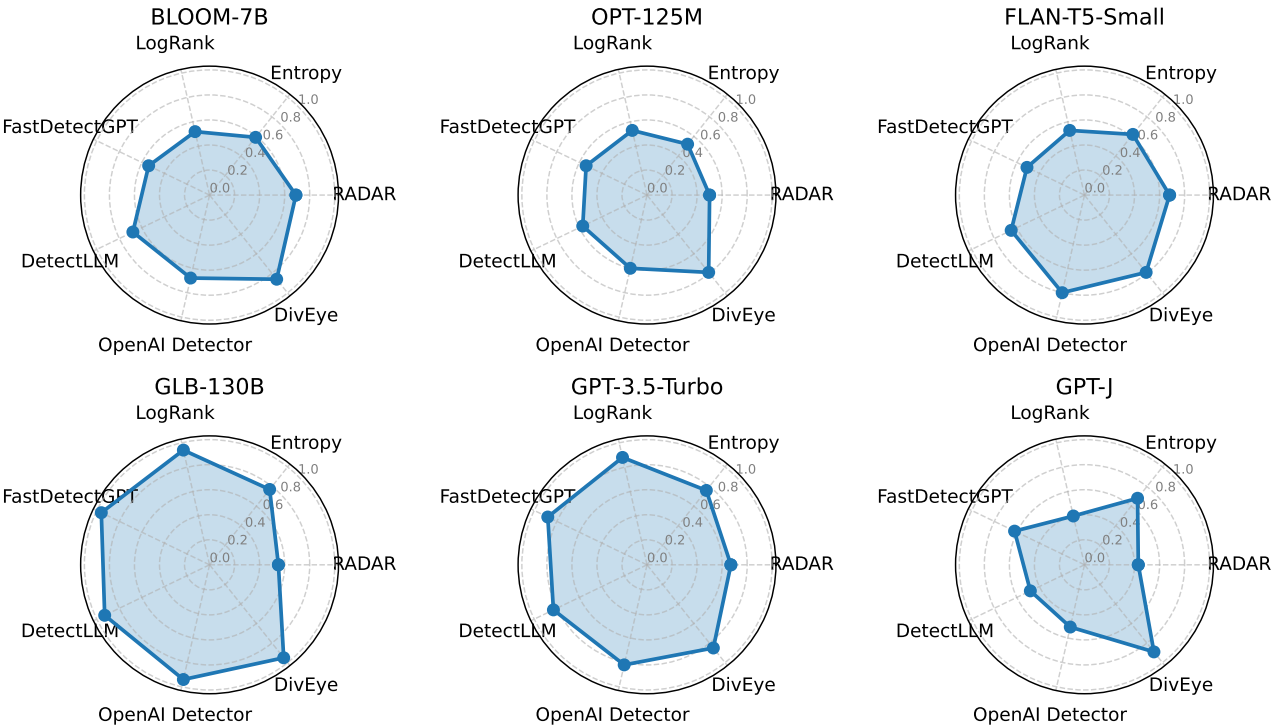 BLOOM-7B
LogRank
Entropy
FastDetectGPT
RADAR
DetectLLM
DivEye
OpenAI Detector
0.0
0.2
0.4
0.6
0.8
1.0
OPT-125M
LogRank
Entropy
FastDetectGPT
RADAR
DetectLLM
DivEye
OpenAI Detector
0.0
0.2
0.4
0.6
0.8
1.0
FLAN-T5-Small
LogRank
Entropy
FastDetectGPT
RADAR
DetectLLM
DivEye
OpenAI Detector
0.0
0.2
0.4
0.6
0.8
1.0
GLB-130B
LogRank
Entropy
FastDetectGPT
RADAR
DetectLLM
DivEye
OpenAI Detector
0.0
0.2
0.4
0.6
0.8
1.0
GPT-3.5-Turbo
LogRank
Entropy
FastDetectGPT
RADAR
DetectLLM
DivEye
OpenAI Detector
0.0
0.2
0.4
0.6
0.8
1.0
GPT-J
LogRank
Entropy
FastDetectGPT
RADAR
DetectLLM
DivEye
OpenAI Detector
0.0
0.2
0.4
0.6
0.8
1.0